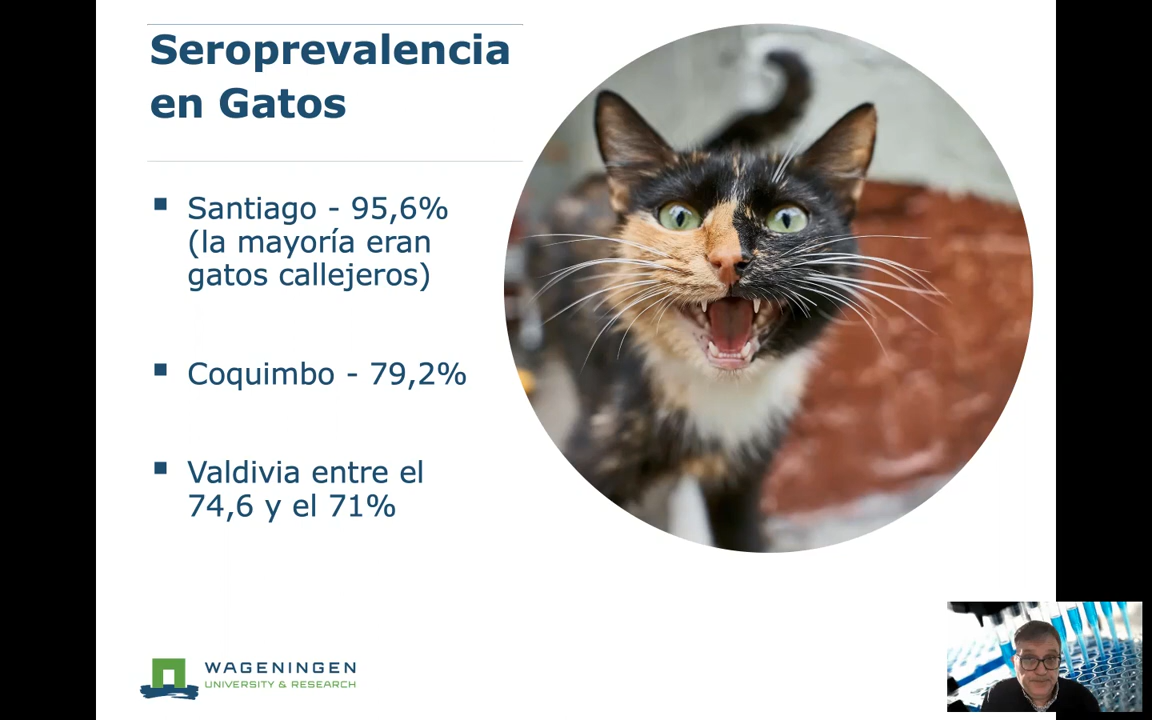 Seroprevalencia
en Gatos
Santiago - 95,6%
(la mayoría eran
gatos callejeros)
Coquimbo - 79,2%
Valdivia entre el
74,6 y el 71%
WAGENINGEN
UNIVERSITY & RESEARCH